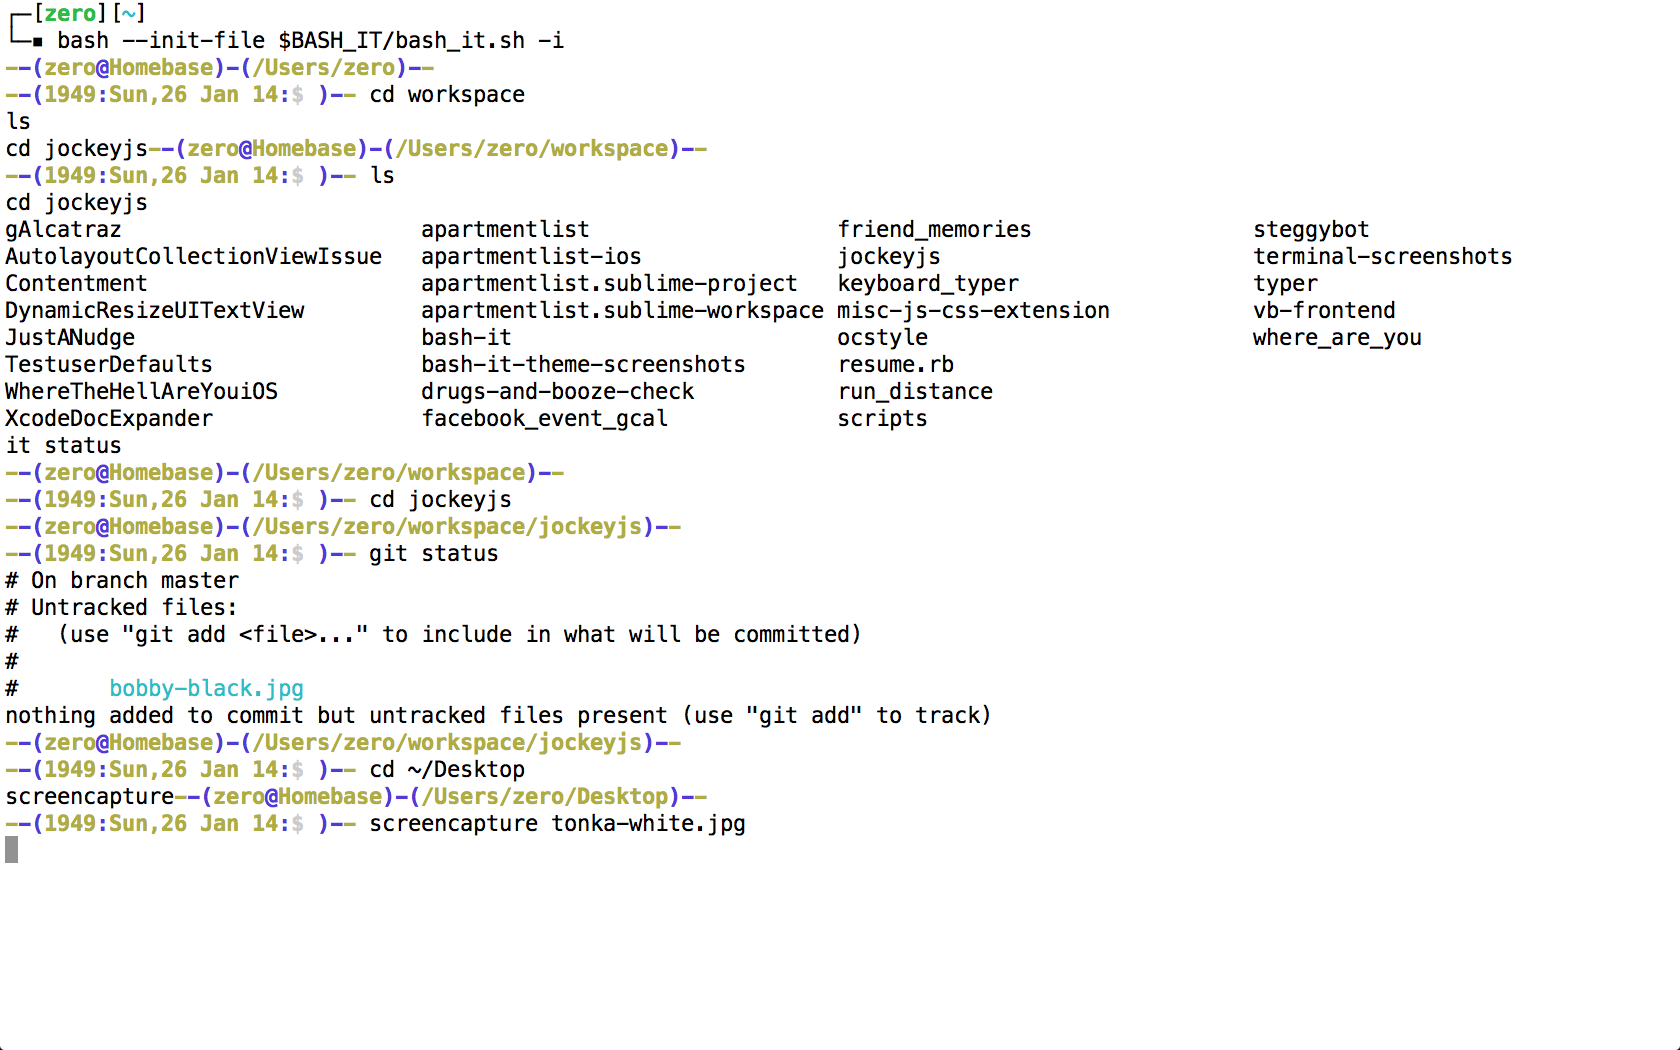 ┌─[zero][~]
└─▪ bash --init-file $BASH_IT/bash_it.sh -i
--(zero@Homebase)-(/Users/zero)--
--(1949:Sun,26 Jan 14:$ )-- cd workspace
ls
cd jockeyjs--(zero@Homebase)-(/Users/zero/workspace)--
--(1949:Sun,26 Jan 14:$ )-- ls
cd jockeyjs
gAlcatraz                       apartmentlist                   friend_memories                 steggybot
AutolayoutCollectionViewIssue   apartmentlist-ios               jockeyjs                        terminal-screenshots
Contentment                     apartmentlist.sublime-project   keyboard_typer                  typer
DynamicResizeUITextView         apartmentlist.sublime-workspace misc-js-css-extension           vb-frontend
JustANudge                      bash-it                         ocstyle                         where_are_you
TestuserDefaults                bash-it-theme-screenshots       resume.rb
WhereTheHellAreYouiOS           drugs-and-booze-check           run_distance
XcodeDocExpander                facebook_event_gcal             scripts
it status
--(zero@Homebase)-(/Users/zero/workspace)--
--(1949:Sun,26 Jan 14:$ )-- cd jockeyjs
--(zero@Homebase)-(/Users/zero/workspace/jockeyjs)--
--(1949:Sun,26 Jan 14:$ )-- git status
# On branch master
# Untracked files:
#   (use "git add <file>..." to include in what will be committed)
#
#       bobby-black.jpg
nothing added to commit but untracked files present (use "git add" to track)
--(zero@Homebase)-(/Users/zero/workspace/jockeyjs)--
--(1949:Sun,26 Jan 14:$ )-- cd ~/Desktop
screencapture--(zero@Homebase)-(/Users/zero/Desktop)--
--(1949:Sun,26 Jan 14:$ )-- screencapture tonka-white.jpg